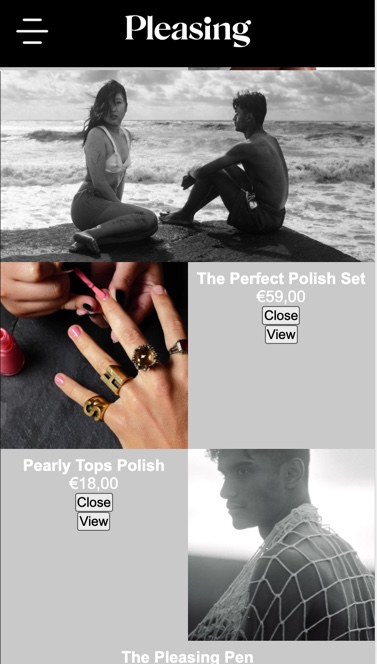 Pleasing
The Perfect Polish Set
€59,00
Close
View
S H
Pearly Tops Polish
€18,00
Close
View
The Pleasing Pen